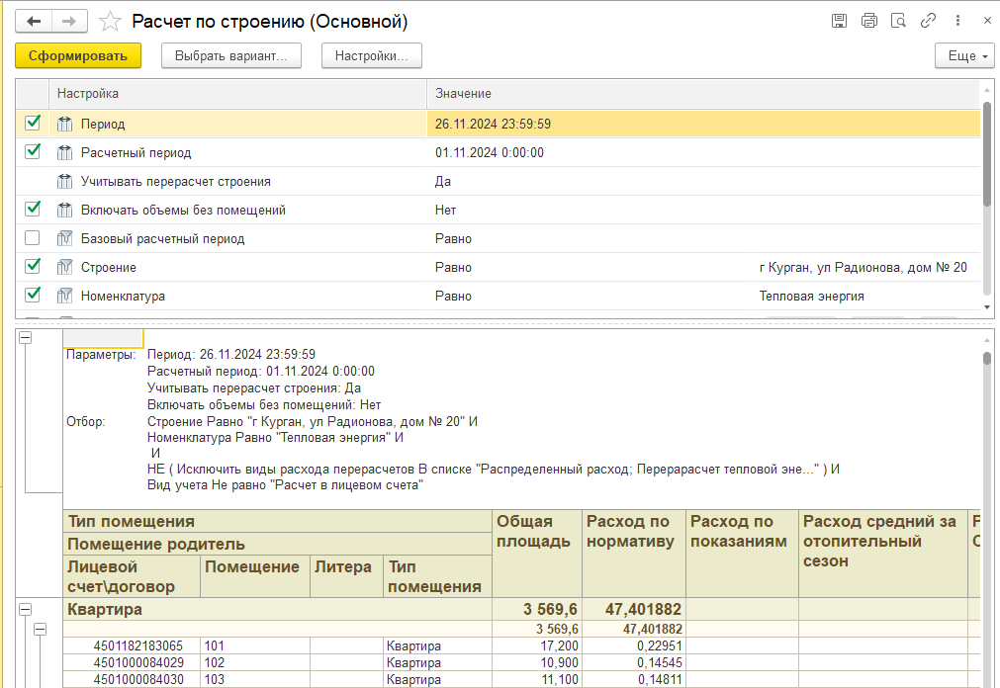 Расчет по строению (Основной)
Сформировать Выбрать вариант... Настройки... Еще
Настройка Значение
Период 26.11.2024 23:59:59
Расчетный период 01.11.2024 0:00:00
Учитывать перерасчет строения Да
Включать объемы без помещений Нет
Базовый расчетный период Равно
Строение Равно г Курган, ул Радионова, дом № 20
Номенклатура Равно Тепловая энергия
Параметры: Период: 26.11.2024 23:59:59
Расчетный период: 01.11.2024 0:00:00
Учитывать перерасчет строения: Да
Включать объемы без помещений: Нет
Отбор: Строение Равно "г Курган, ул Радионова, дом № 20" И
Номенклатура Равно "Тепловая энергия" И
И
НЕ ( Исключить виды расхода перерасчетов В списке "Распределенный расход; Перерарасчет тепловой эне..." ) И
Вид учета Не равно "Расчет в лицевом счета"
Тип помещения Общая площадь Расход по нормативу Расход по показаниям Расход средний за отопительный сезон
Помещение родитель
Лицевой счет\договор Помещение Литера Тип помещения
Квартира 3 569,6 47,401882
3 569,6 47,401882
4501182183065 101 Квартира 17,200 0,22951
4501000084029 102 Квартира 10,900 0,14545
4501000084030 103 Квартира 11,100 0,14811